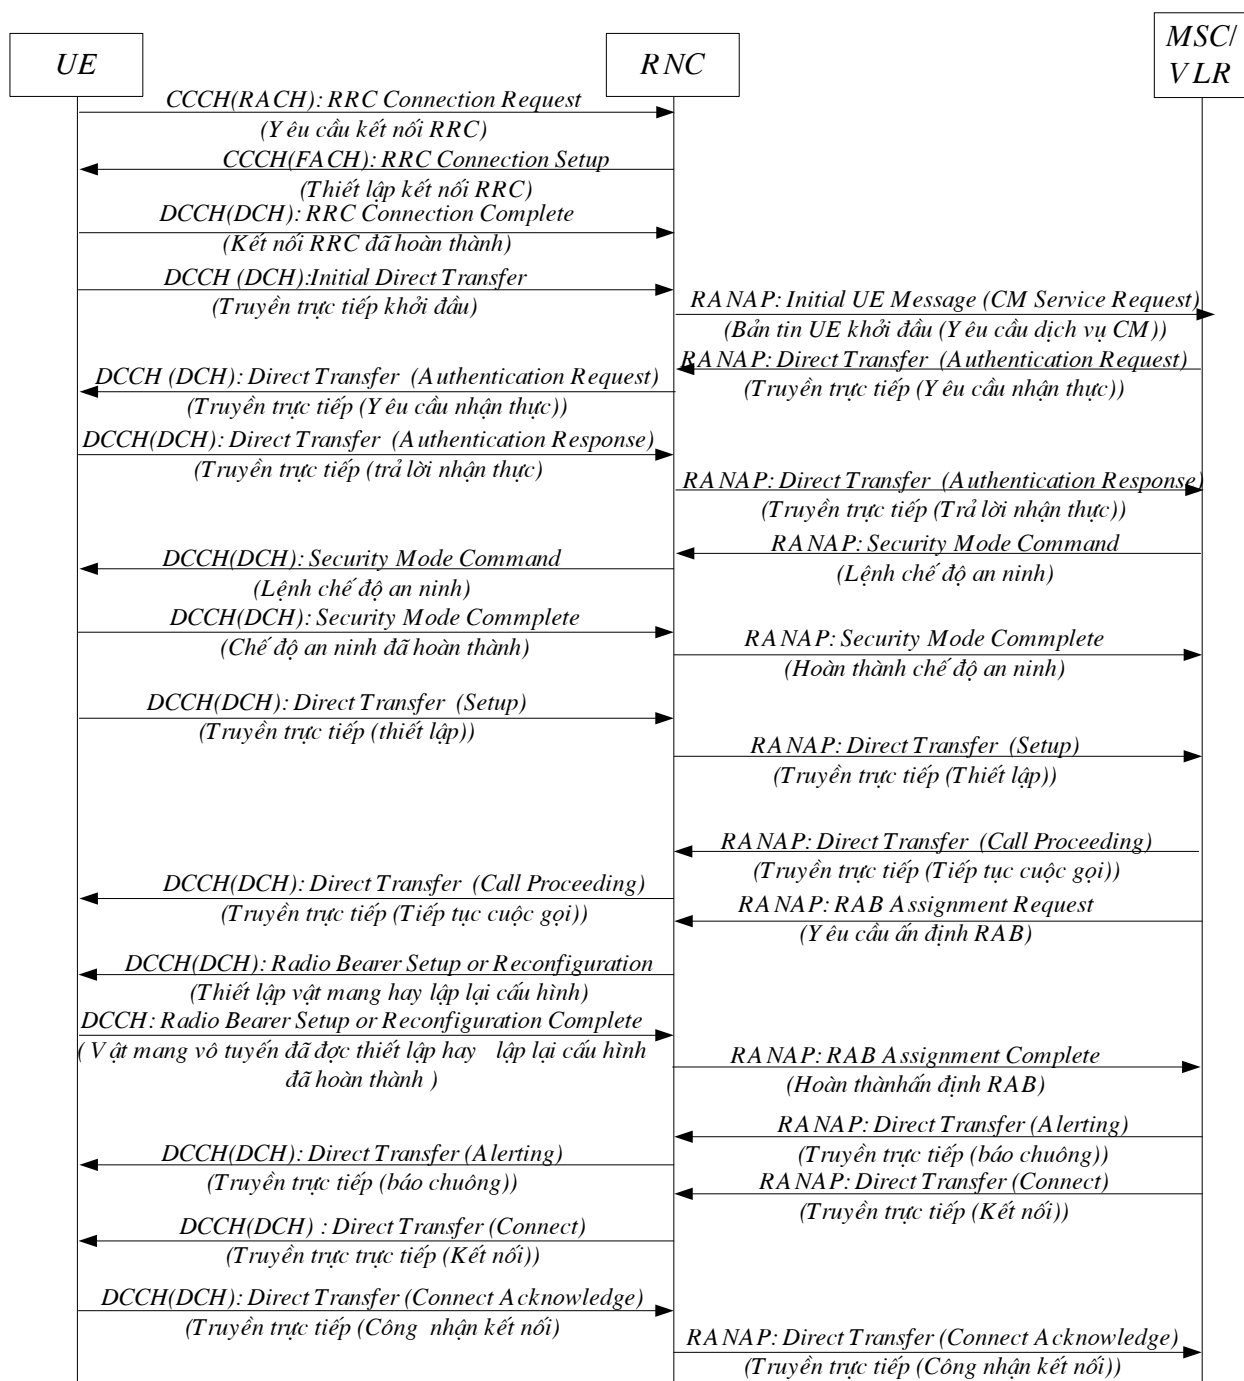 UE
RNC
MSC/
VLR
CCCH(RACH): RRC Connection Request
(Yêu cầu kết nối RRC)
CCCH(FACH): RRC Connection Setup
(Thiết lập kết nối RRC)
DCCH(DCH): RRC Connection Complete
(Kết nối RRC đã hoàn thành)
DCCH (DCH):Initial Direct Transfer
(Truyền trực tiếp khởi đầu)
RANAP: Initial UE Message (CM Service Request)
(Bản tin UE khởi đầu (Yêu cầu dịch vụ CM))
RANAP: Direct Transfer (Authentication Request)
(Truyền trực tiếp (Yêu cầu nhận thực))
DCCH (DCH): Direct Transfer (Authentication Request)
(Truyền trực tiếp (Yêu cầu nhận thực))
DCCH(DCH): Direct Transfer (Authentication Response)
(Truyền trực tiếp (trả lời nhận thực)
RANAP: Direct Transfer (Authentication Response)
(Truyền trực tiếp (Trả lời nhận thực))
RANAP: Security Mode Command
(Lệnh chế độ an ninh)
DCCH(DCH): Security Mode Command
(Lệnh chế độ an ninh)
DCCH(DCH): Security Mode Commplete
(Chế độ an ninh đã hoàn thành)
RANAP: Security Mode Commplete
(Hoàn thành chế độ an ninh)
DCCH(DCH): Direct Transfer (Setup)
(Truyền trực tiếp (thiết lập))
RANAP: Direct Transfer (Setup)
(Truyền trực tiếp (Thiết lập))
RANAP: Direct Transfer (Call Proceeding)
(Truyền trực tiếp (Tiếp tục cuộc gọi))
DCCH(DCH): Direct Transfer (Call Proceeding)
(Truyền trực tiếp (Tiếp tục cuộc gọi))
RANAP: RAB Assignment Request
(Yêu cầu ấn định RAB)
DCCH(DCH): Radio Bearer Setup or Reconfiguration
(Thiết lập vật mang hay lập lại cấu hình)
DCCH: Radio Bearer Setup or Reconfiguration Complete
( Vật mang vô tuyến đã đợc thiết lập hay lập lại cấu hình
đã hoàn thành )
RANAP: RAB Assignment Complete
(Hoàn thànhấn định RAB)
RANAP: Direct Transfer (Alerting)
(Truyền trực tiếp (báo chuông))
DCCH(DCH): Direct Transfer (Alerting)
(Truyền trực tiếp (báo chuông))
RANAP: Direct Transfer (Connect)
(Truyền trực tiếp (Kết nối))
DCCH(DCH) : Direct Transfer (Connect)
(Truyền trực trực tiếp (Kết nối))
DCCH(DCH): Direct Transfer (Connect Acknowledge)
(Truyền trực tiếp (Công nhận kết nối)
RANAP: Direct Transfer (Connect Acknowledge)
(Truyền trực tiếp (Công nhận kết nối))